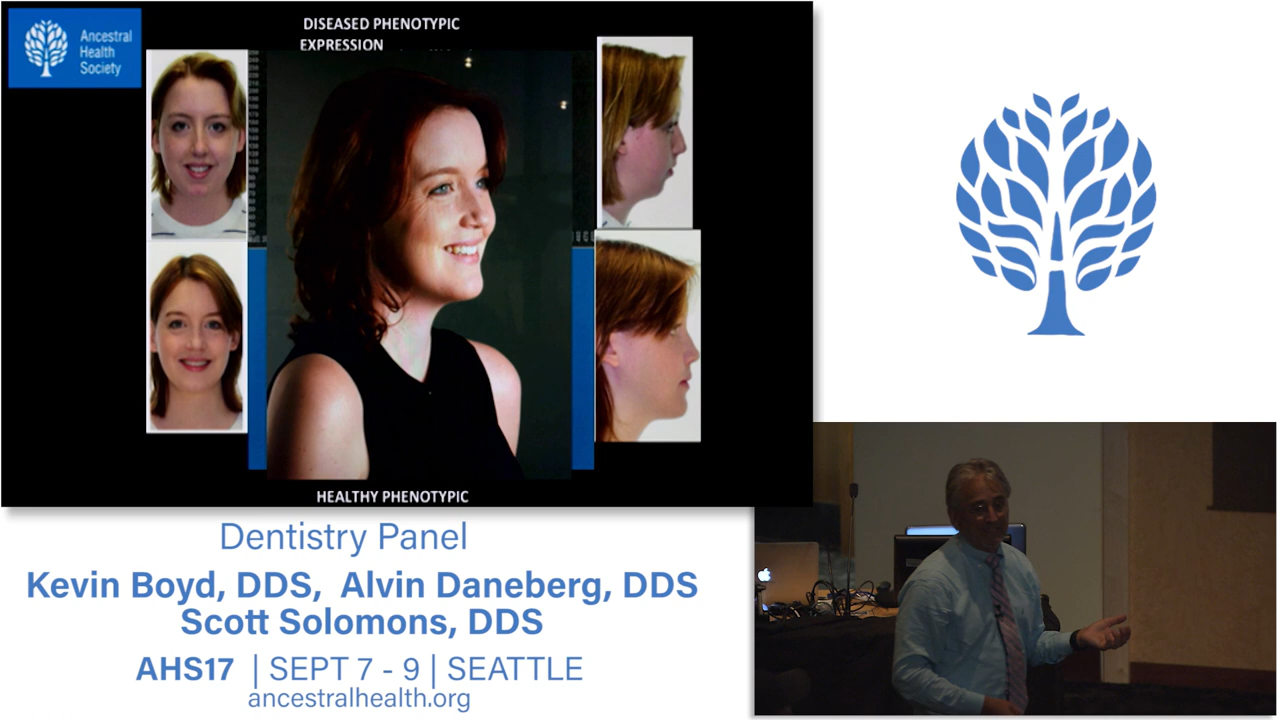 Ancestral
Health
Society
DISEASED PHENOTYPIC
EXPRESSION
HEALTHY PHENOTYPIC
Dentistry Panel
Kevin Boyd, DDS, Alvin Daneberg, DDS
Scott Solomons, DDS
AHS17 | SEPT 7 - 9 | SEATTLE
ancestralhealth.org